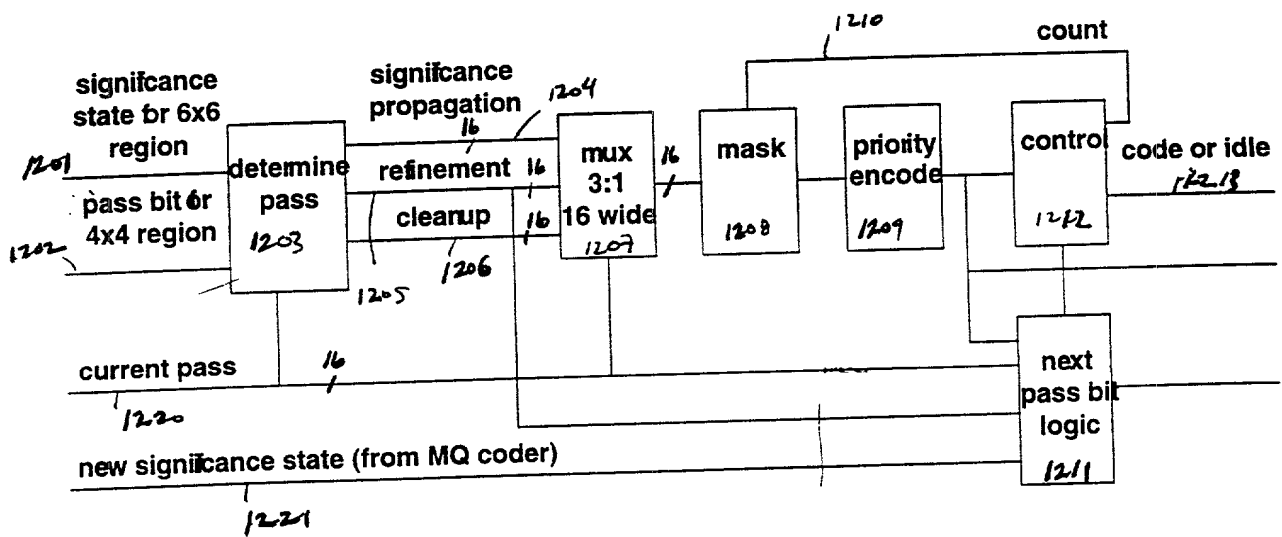 1210
count
signifcance
state for 6x6
region
1201
pass bit for
4x4 region
1202
determine
pass
1203
signifcance
propagation
1204
16
refinement
16
cleanup
16
1205
1206
mux
3:1
16 wide
1207
16
mask
1208
priority
encode
1209
control
1212
code or idle
1213
current pass
16
1220
new signifcance state (from MQ coder)
1221
next
pass bit
logic
1211